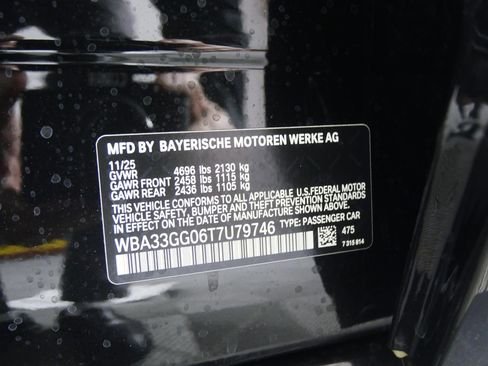 MFD BY BAYERISCHE MOTOREN WERKE AG
11/25
GVWR 4696 lbs 2130 kg
GAWR FRONT 2458 lbs 1115 kg
GAWR REAR 2436 lbs 1105 kg
THIS VEHICLE CONFORMS TO ALL APPLICABLE U.S.FEDERAL MOTOR
VEHICLE SAFETY, BUMPER, AND THEFT PREVENTION STANDARDS
IN EFFECT ON THE DATE OF MANUFACTURE SHOWN ABOVE.
WBA33GG06T7U79746 TYPE: PASSENGER CAR
475
7 315 814